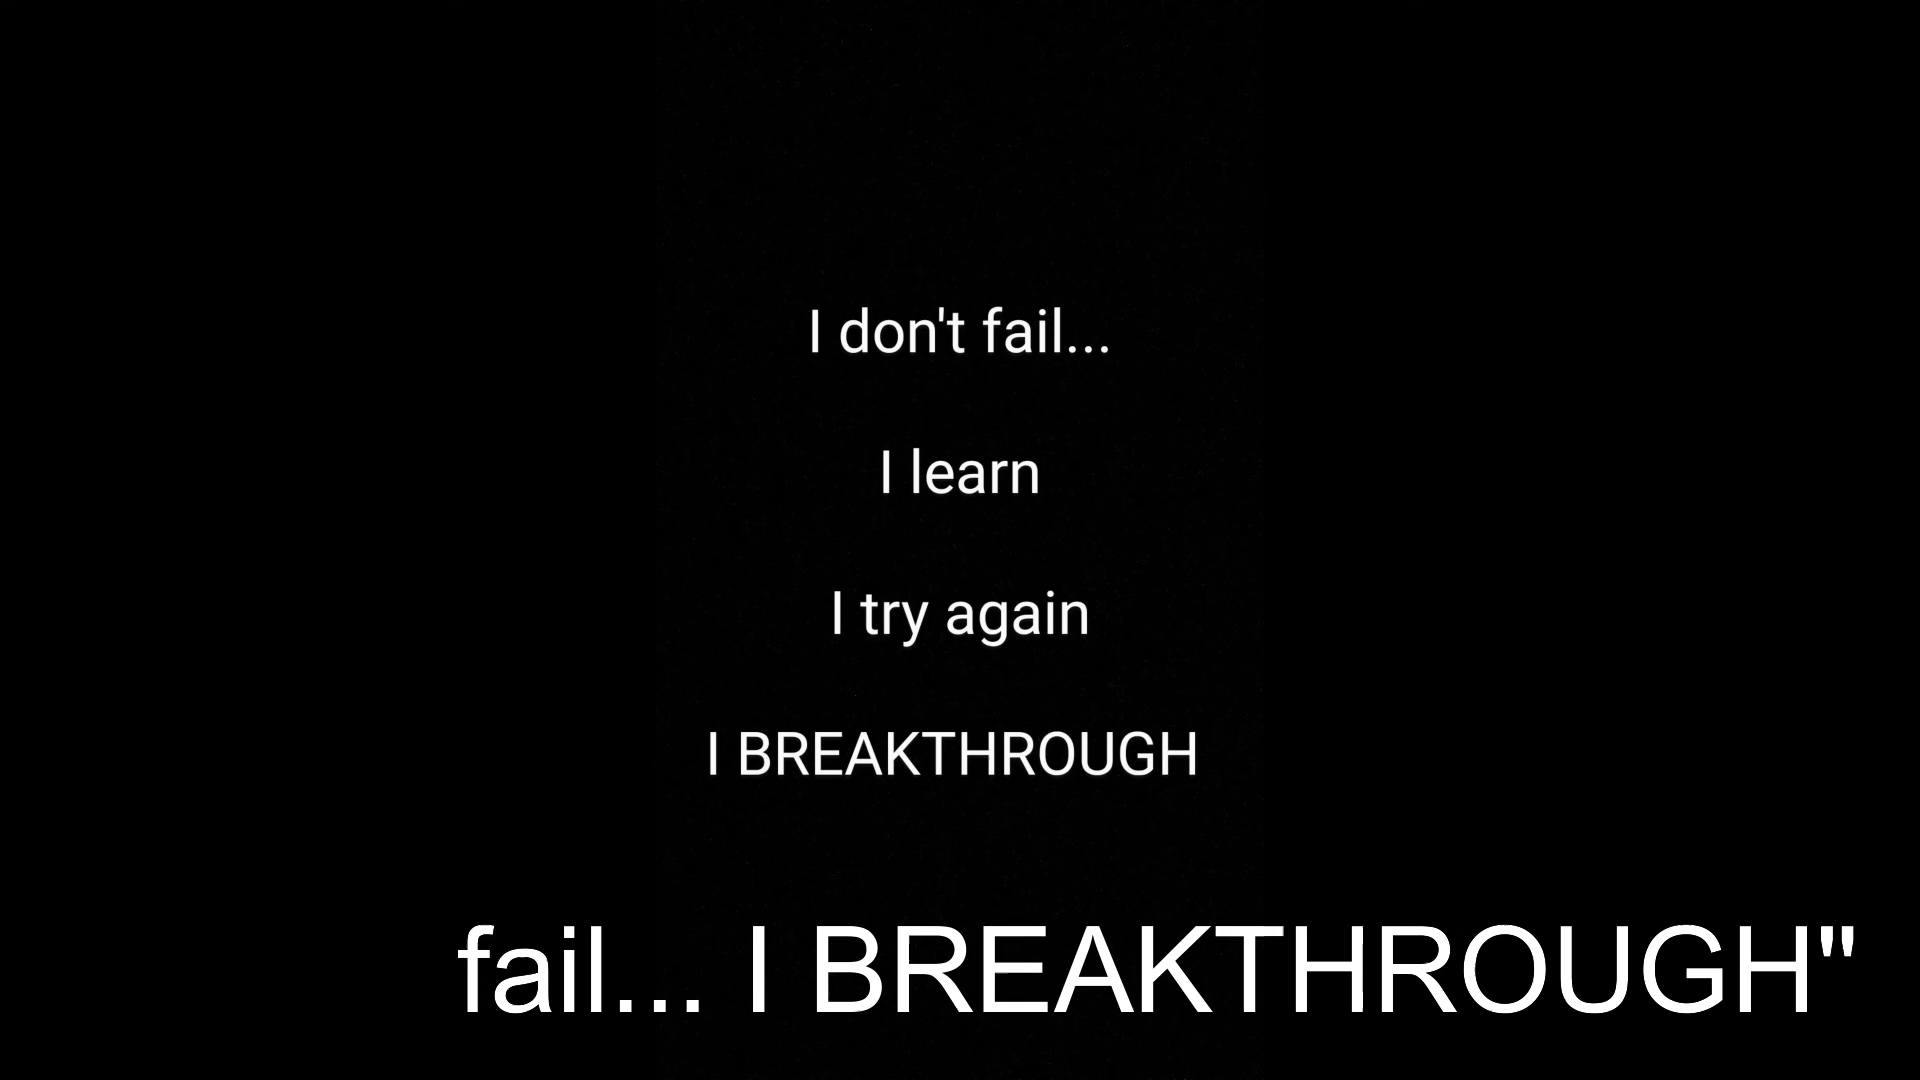 I don't fail...
I learn
I try again
I BREAKTHROUGH
fail... I BREAKTHROUGH"